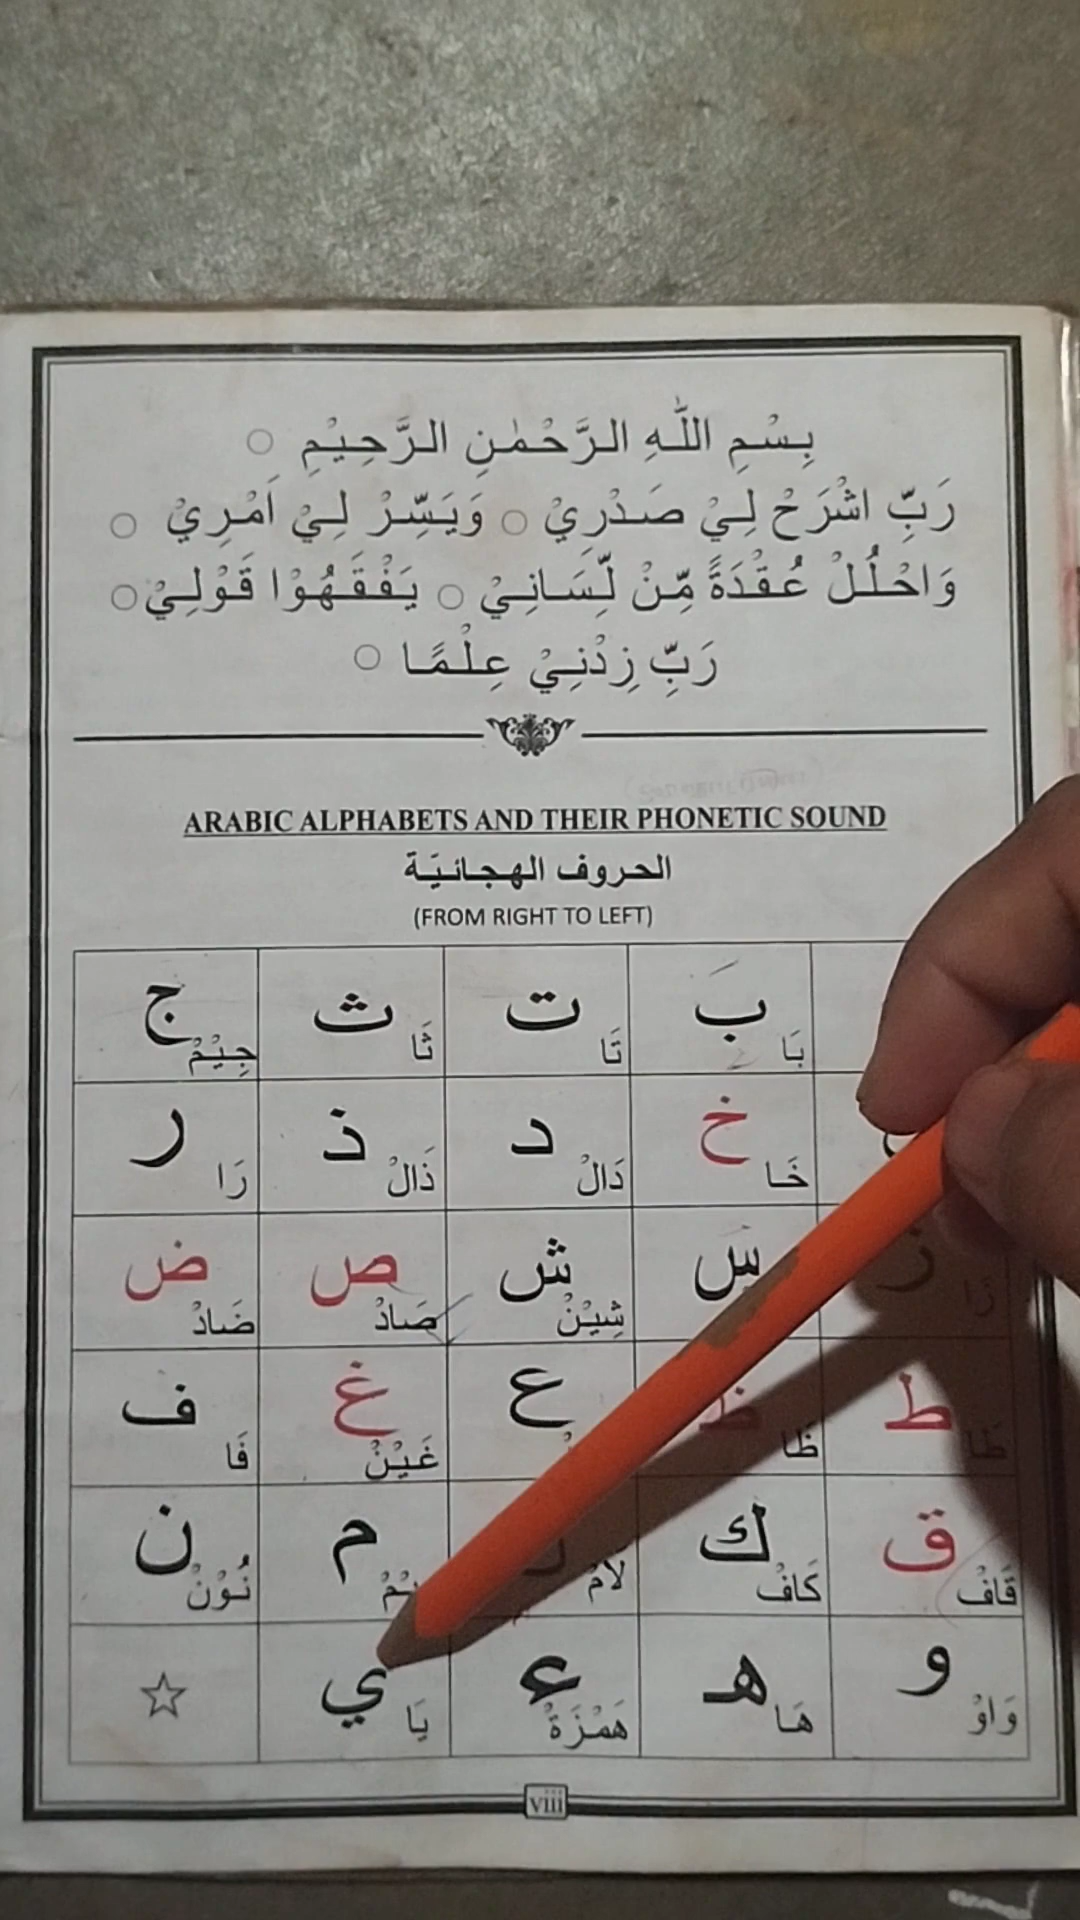 بِسْمِ اللّٰهِ الرَّحْمٰنِ الرَّحِيْمِ ○
رَبِّ اشْرَحْ لِيْ صَدْرِيْ ○ وَيَسِّرْ لِيْ اَمْرِيْ ○
وَاحْلُلْ عُقْدَةً مِّنْ لِّسَانِيْ ○ يَفْقَهُوْا قَوْلِيْ ○
رَبِّ زِدْنِيْ عِلْمًا ○
ARABIC ALPHABETS AND THEIR PHONETIC SOUND
الحروف الهجائيّة
(FROM RIGHT TO LEFT)
بَ بَا ت تَا ث ثَا ج جِيْمْ
خ خَا د دَالْ ذ ذَالْ ر رَا
ز زَا سَ ش شِيْنْ ص صَادْ ض ضَادْ
ط طَا ظ ظَا ع غ غَيْنْ ف فَا
ق قَافْ ك كَافْ ل لَامْ م ن نُوْنْ
و وَاوْ ه هَا ء هَمْزَةْ ي يَا ☆
viii